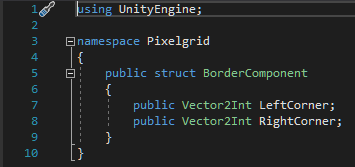 1 using UnityEngine;
2
3 namespace Pixelgrid
4 {
5 public struct BorderComponent
6 {
7 public Vector2Int LeftCorner;
8 public Vector2Int RightCorner;
9 }
10 }